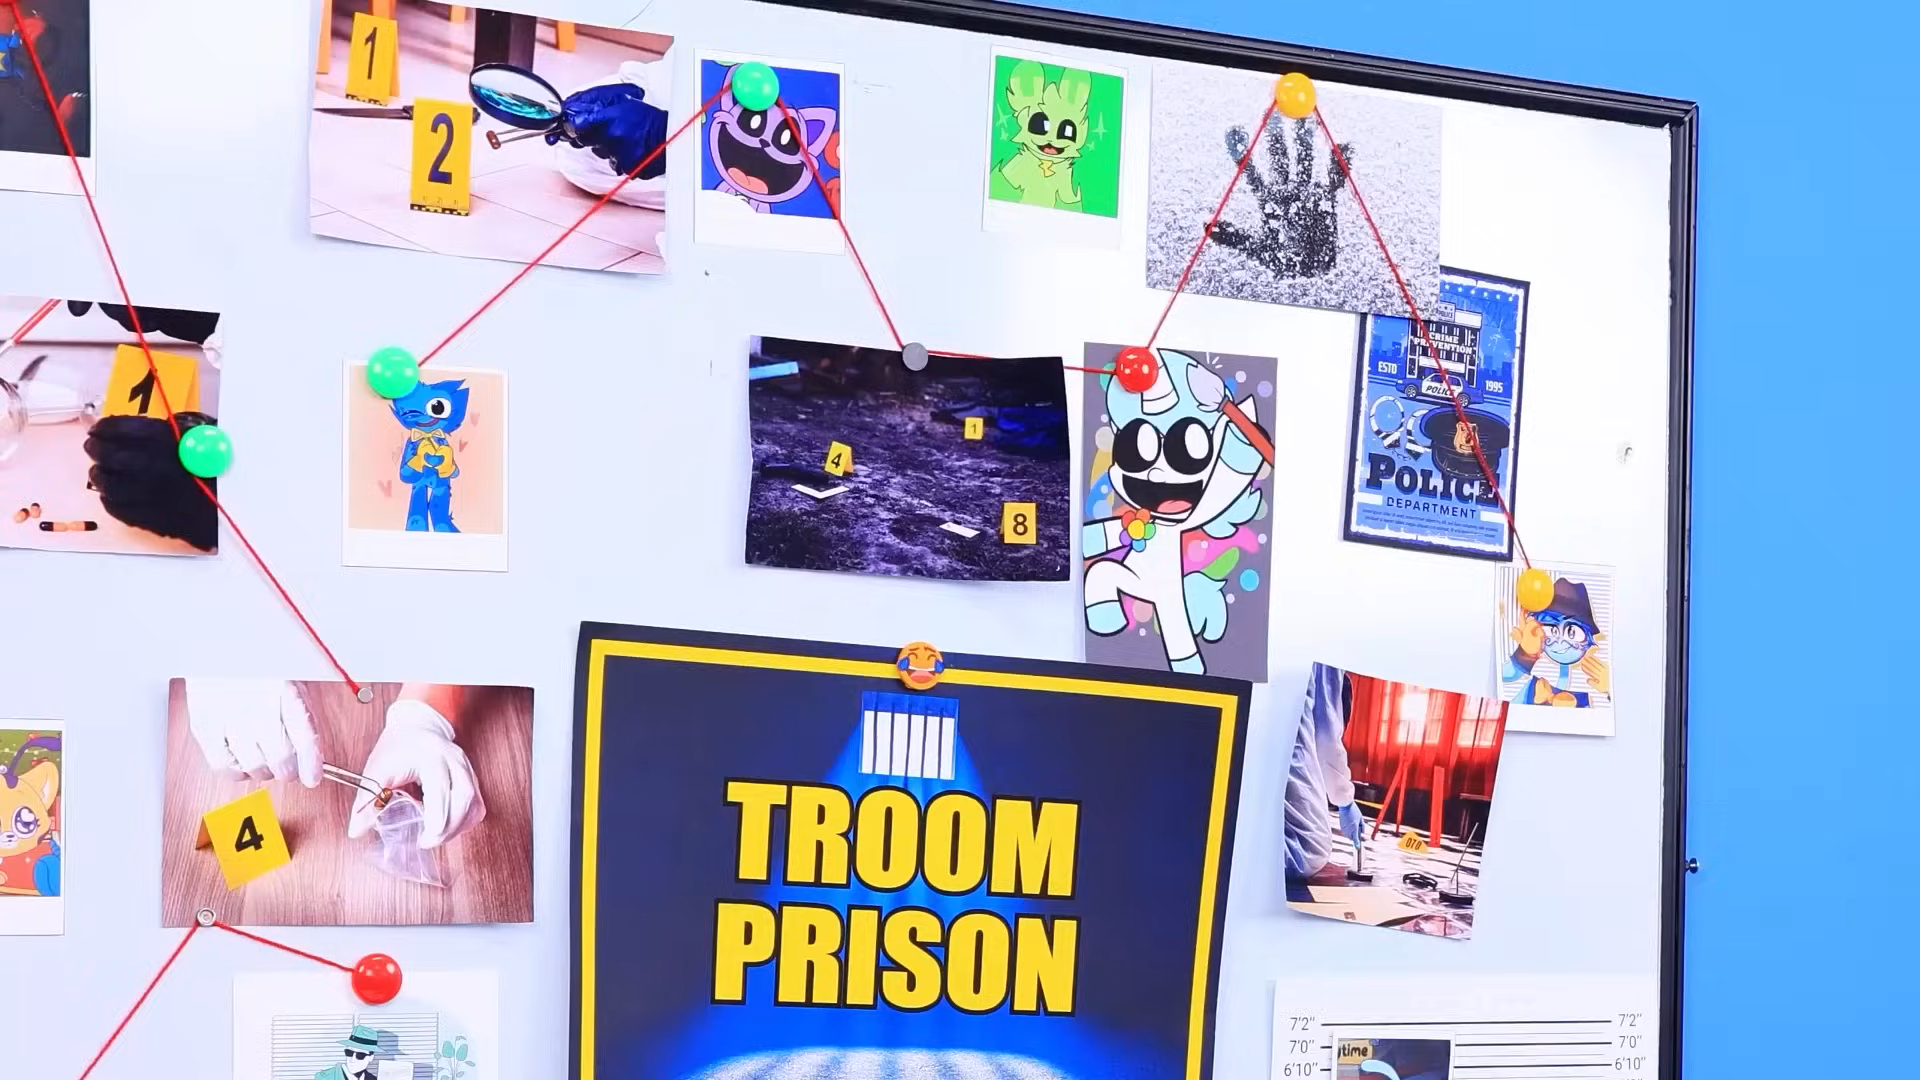 1
2
CRIME
PREVENTION
ESTD
1995
POLICE
POLICE
DEPARTMENT
1
4
1
8
4
TROOM
PRISON
7'2"
7'2"
7'0"
7'0"
6'10"
6'10"